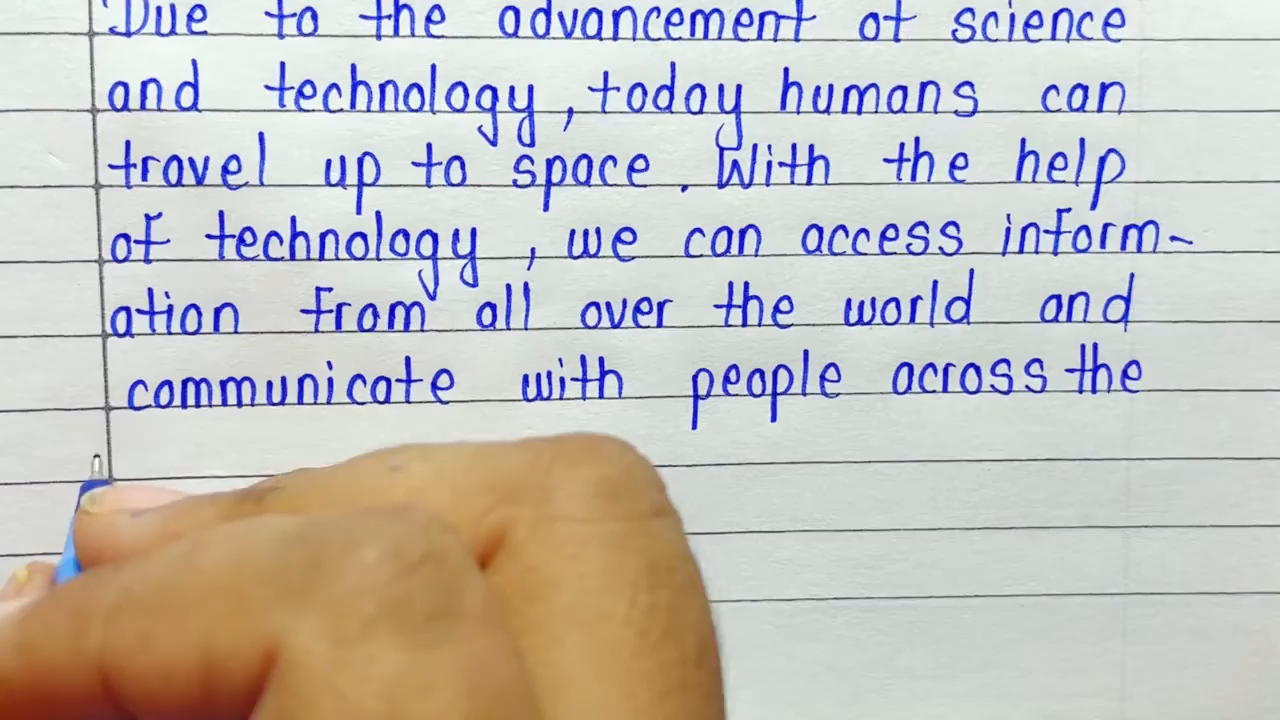 Due to the advancement of science
and technology, today humans can
travel up to space. With the help
of technology, we can access inform-
ation from all over the world and
communicate with people across the